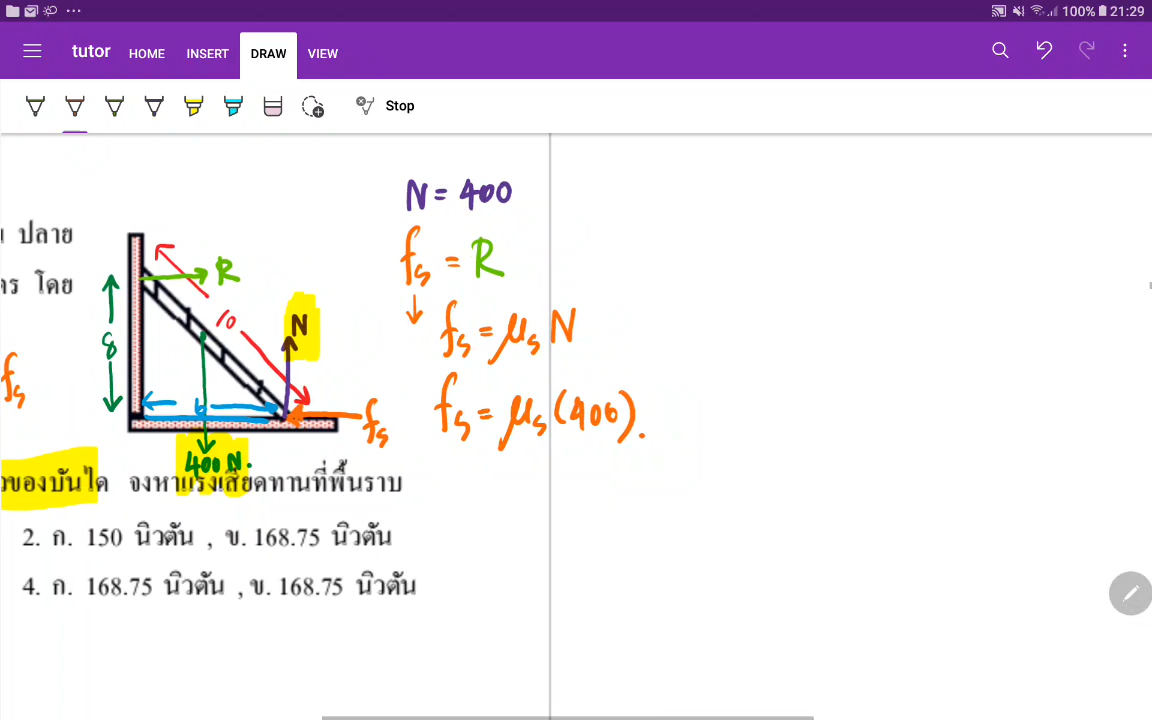 100% 21:29
tutor HOME INSERT DRAW VIEW
Stop
N = 400
ปลาย
fs = R
R
คร โดย
10
N
fs = μs N
8
fs
6
fs
fs = μs (400).
400 N.
วของบันได จงหาแรงเสียดทานที่พื้นราบ
2. ก. 150 นิวตัน , ข. 168.75 นิวตัน
4. ก. 168.75 นิวตัน , ข. 168.75 นิวตัน